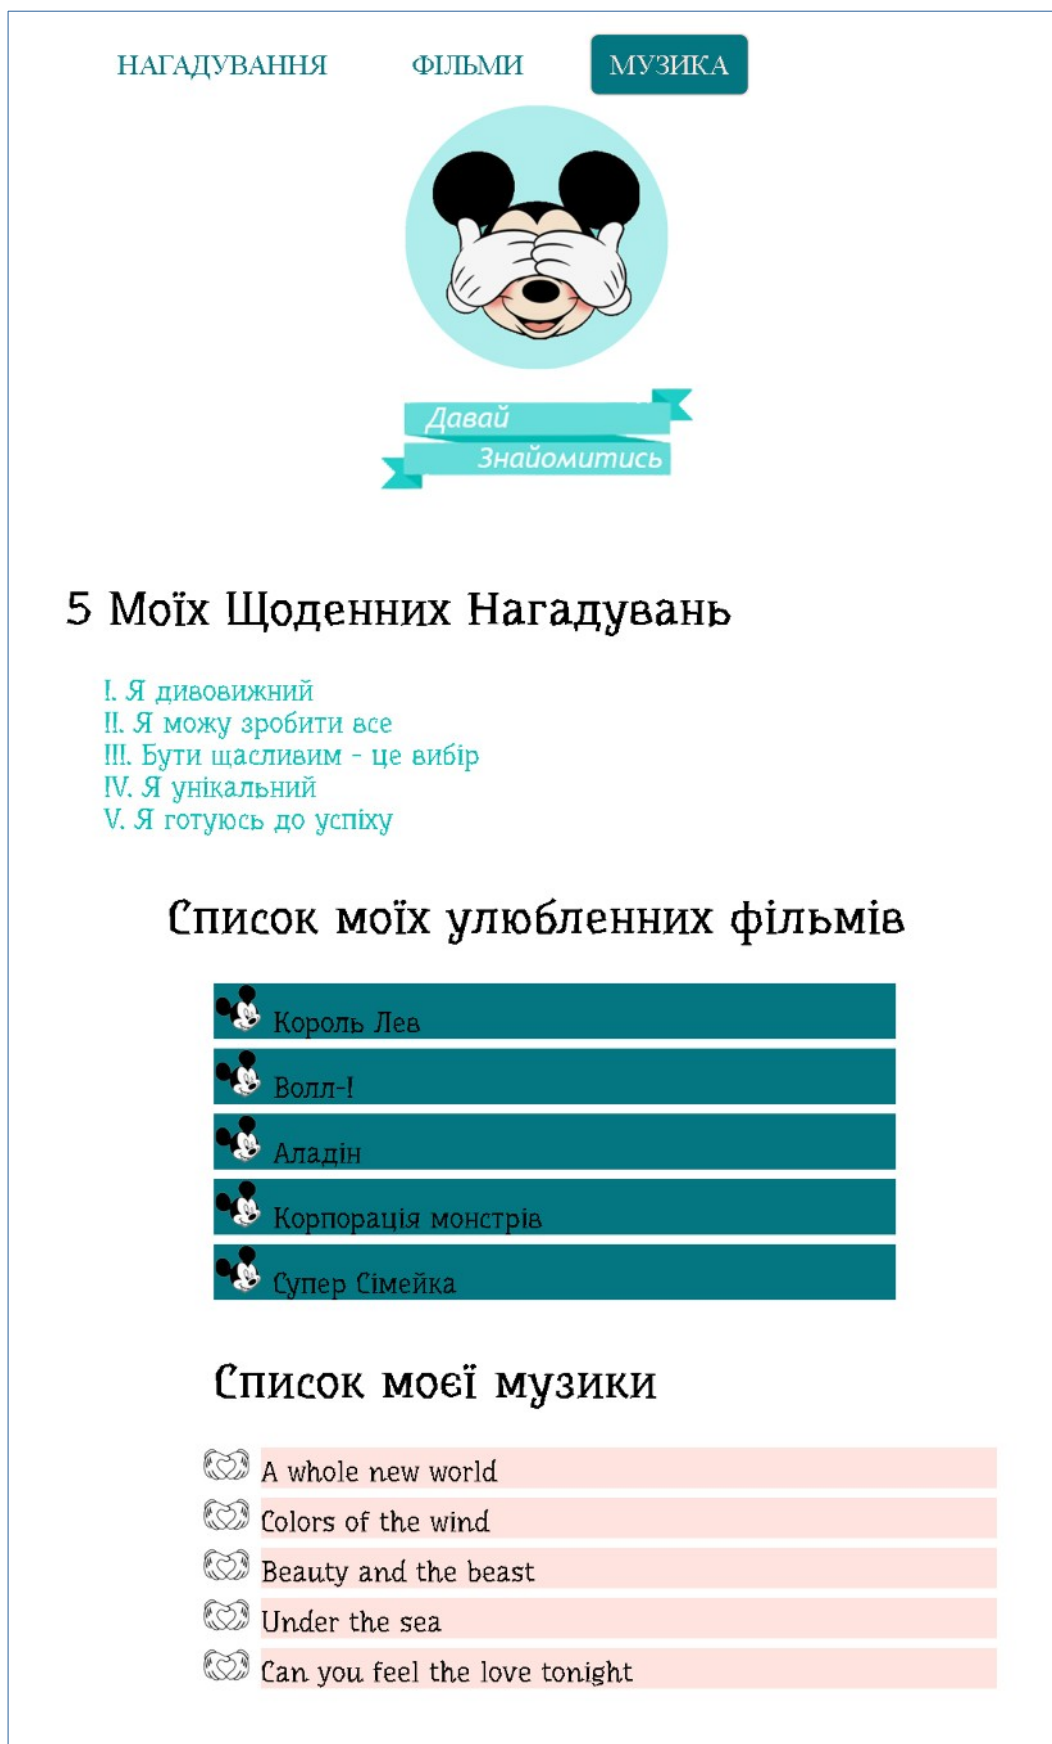 НАГАДУВАННЯ ФІЛЬМИ МУЗИКА
Давай
Знайомитись
5 Моїх Щоденних Нагадувань
I. Я дивовижний
II. Я можу зробити все
III. Бути щасливим - це вибір
IV. Я унікальний
V. Я готуюсь до успіху
Список моїх улюбленних фільмів
Король Лев
Волл-І
Аладін
Корпорація монстрів
Супер Сімейка
Список моєї музики
A whole new world
Colors of the wind
Beauty and the beast
Under the sea
Can you feel the love tonight